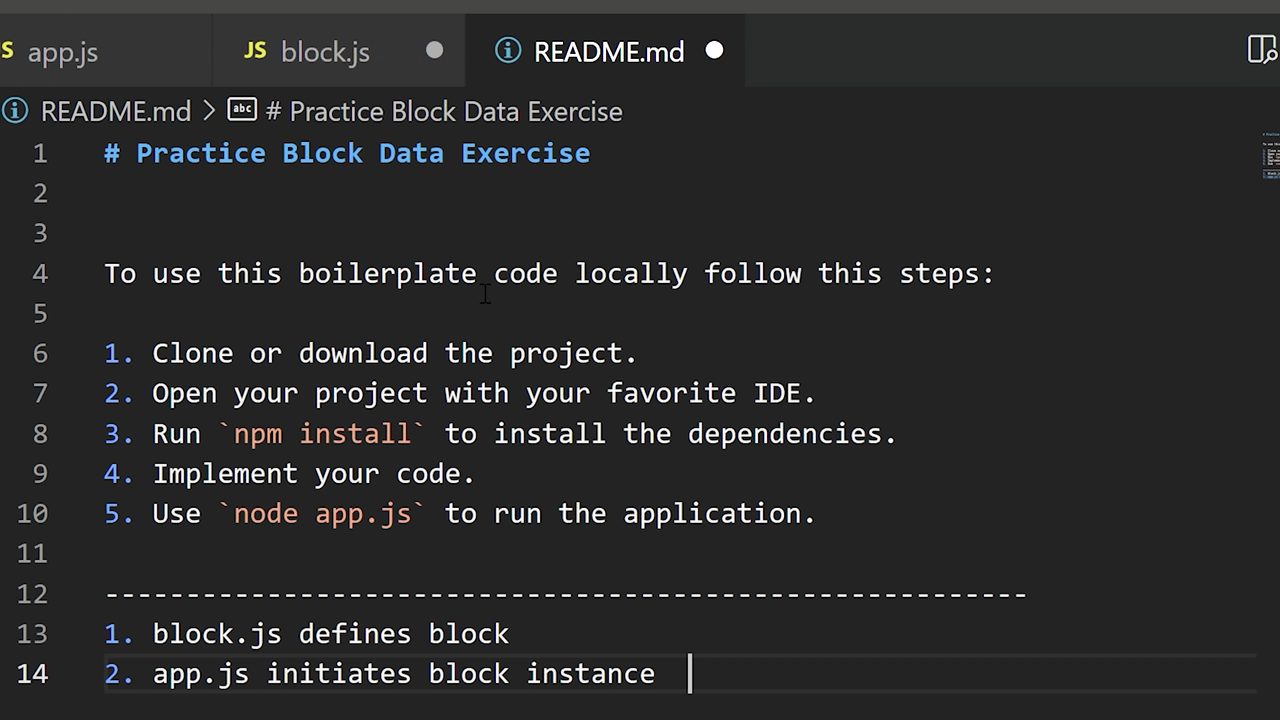 JS app.js JS block.js README.md
README.md > abc # Practice Block Data Exercise
1 # Practice Block Data Exercise
2
3
4 To use this boilerplate code locally follow this steps:
5
6 1. Clone or download the project.
7 2. Open your project with your favorite IDE.
8 3. Run `npm install` to install the dependencies.
9 4. Implement your code.
10 5. Use `node app.js` to run the application.
11
12 ---------------------------------------------------------
13 1. block.js defines block
14 2. app.js initiates block instance